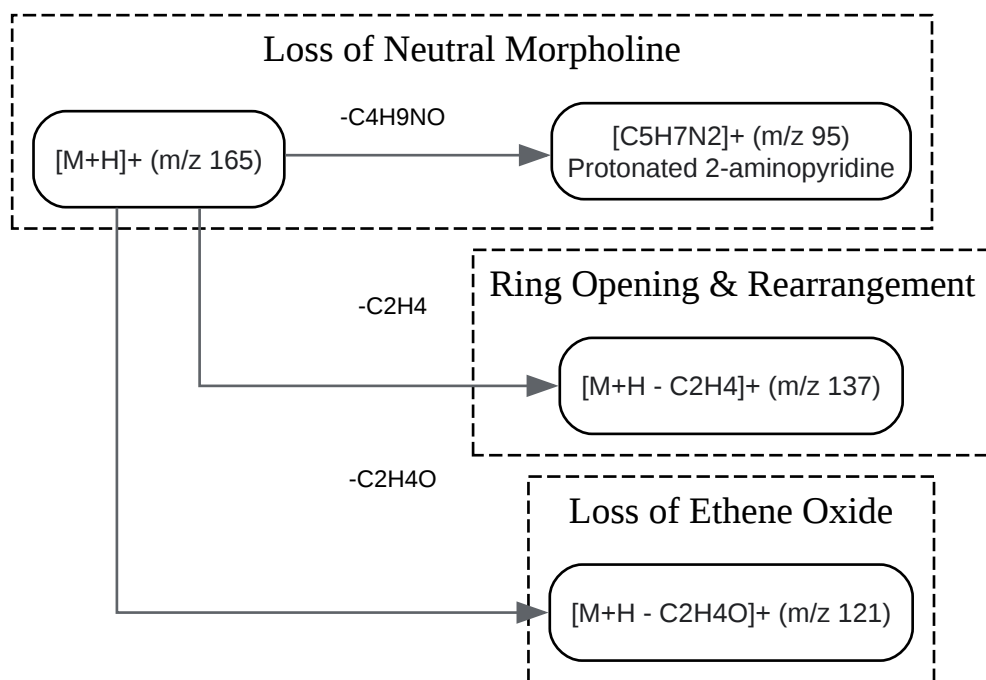 Loss of Neutral Morpholine
-C4H9NO
[M+H]+ (m/z 165)
[C5H7N2]+ (m/z 95)
Protonated 2-aminopyridine
Ring Opening & Rearrangement
-C2H4
[M+H - C2H4]+ (m/z 137)
-C2H4O
Loss of Ethene Oxide
[M+H - C2H4O]+ (m/z 121)